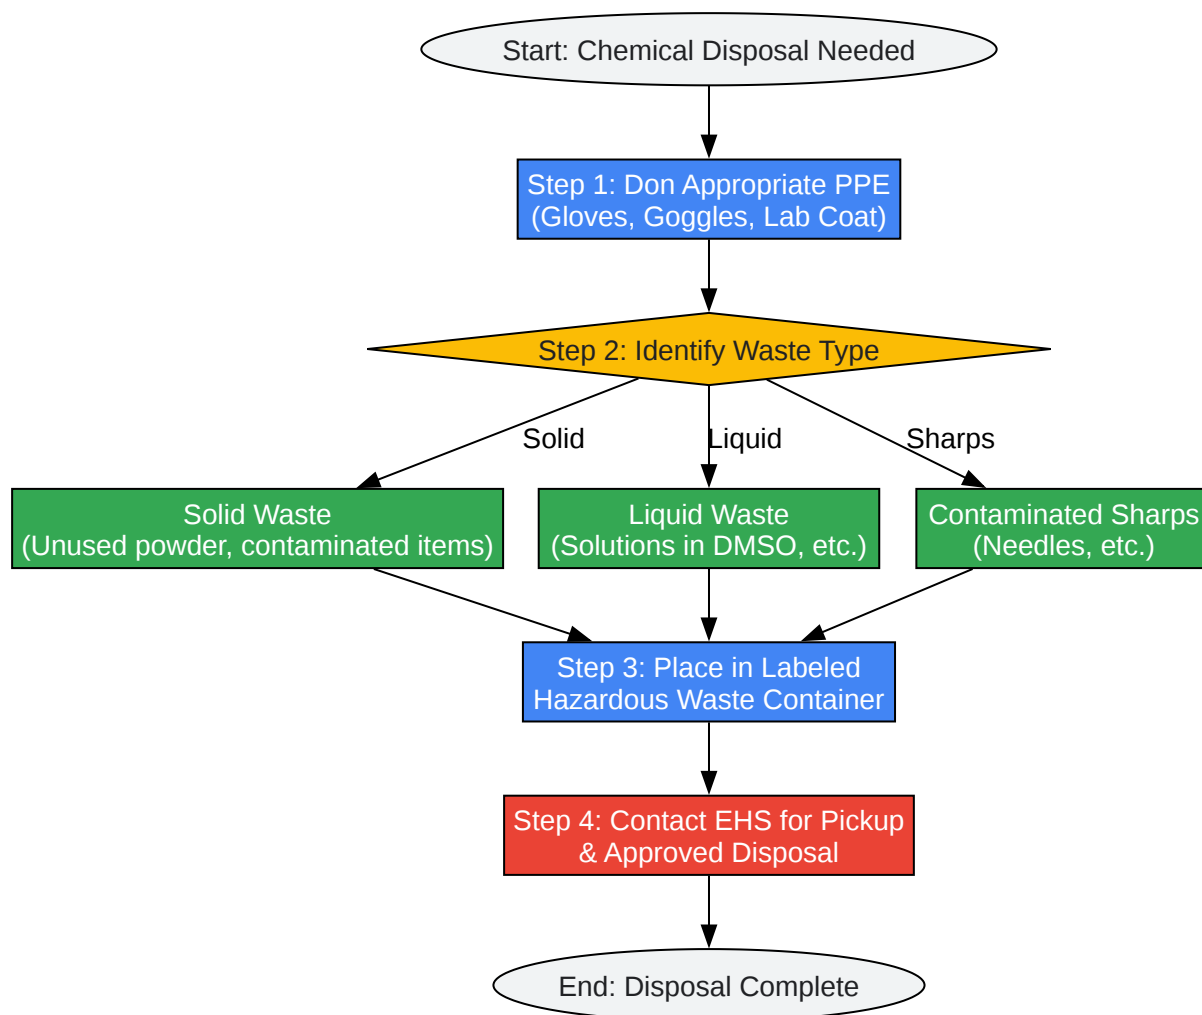 Start: Chemical Disposal Needed
Step 1: Don Appropriate PPE
(Gloves, Goggles, Lab Coat)
Step 2: Identify Waste Type
Solid
Liquid
Sharps
Solid Waste
(Unused powder, contaminated items)
Liquid Waste
(Solutions in DMSO, etc.)
Contaminated Sharps
(Needles, etc.)
Step 3: Place in Labeled
Hazardous Waste Container
Step 4: Contact EHS for Pickup
& Approved Disposal
End: Disposal Complete